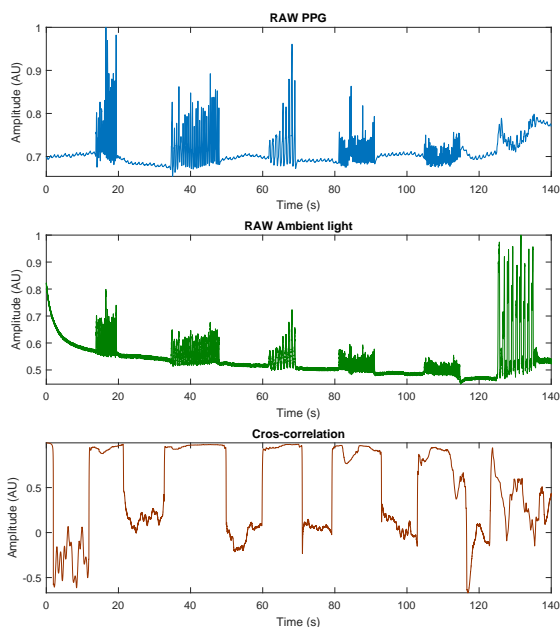 RAW PPG
1
0.9
0.8
0.7
Amplitude (AU)
0 20 40 60 80 100 120 140
Time (s)
RAW Ambient light
1
0.9
0.8
0.7
0.6
0.5
Amplitude (AU)
0 20 40 60 80 100 120 140
Time (s)
Cros-correlation
0.5
0
-0.5
Amplitude (AU)
0 20 40 60 80 100 120 140
Time (s)